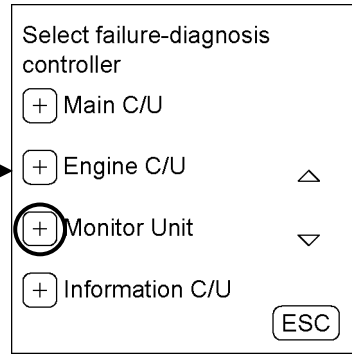 Select failure-diagnosis
controller
+ Main C/U
+ Engine C/U
+ Monitor Unit
+ Information C/U
ESC